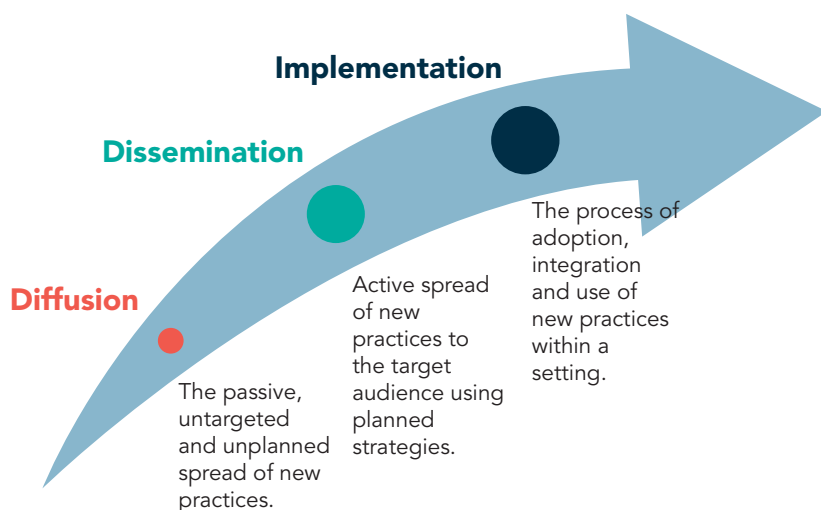 Implementation
Dissemination
Diffusion
The process of
adoption,
integration
and use of
new practices
within a
setting.
Active spread
of new
practices to
the target
audience using
planned
strategies.
The passive,
untargeted
and unplanned
spread of new
practices.